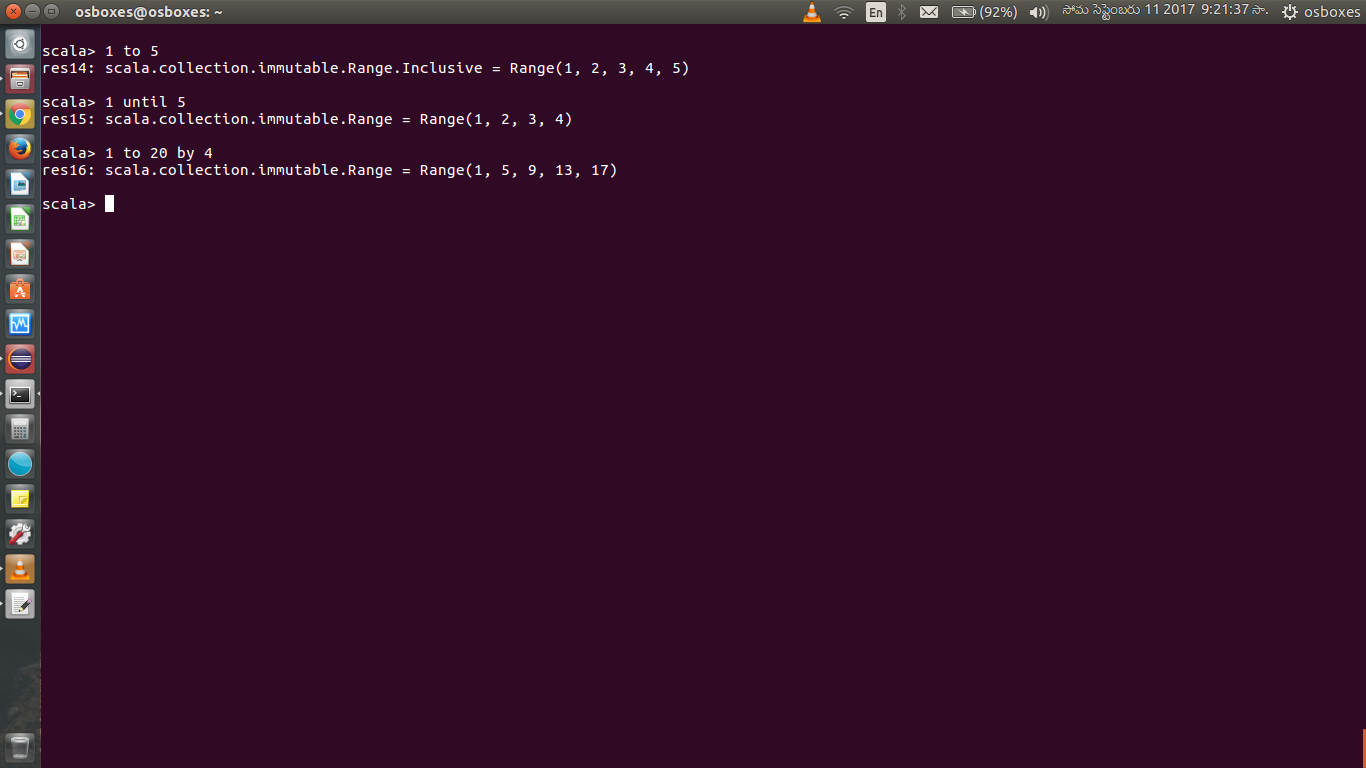 osboxes@osboxes: ~
En
(92%)
సోమ సెప్టెంబరు 11 2017 9:21:37 సా.
osboxes
scala> 1 to 5
res14: scala.collection.immutable.Range.Inclusive = Range(1, 2, 3, 4, 5)
scala> 1 until 5
res15: scala.collection.immutable.Range = Range(1, 2, 3, 4)
scala> 1 to 20 by 4
res16: scala.collection.immutable.Range = Range(1, 5, 9, 13, 17)
scala>